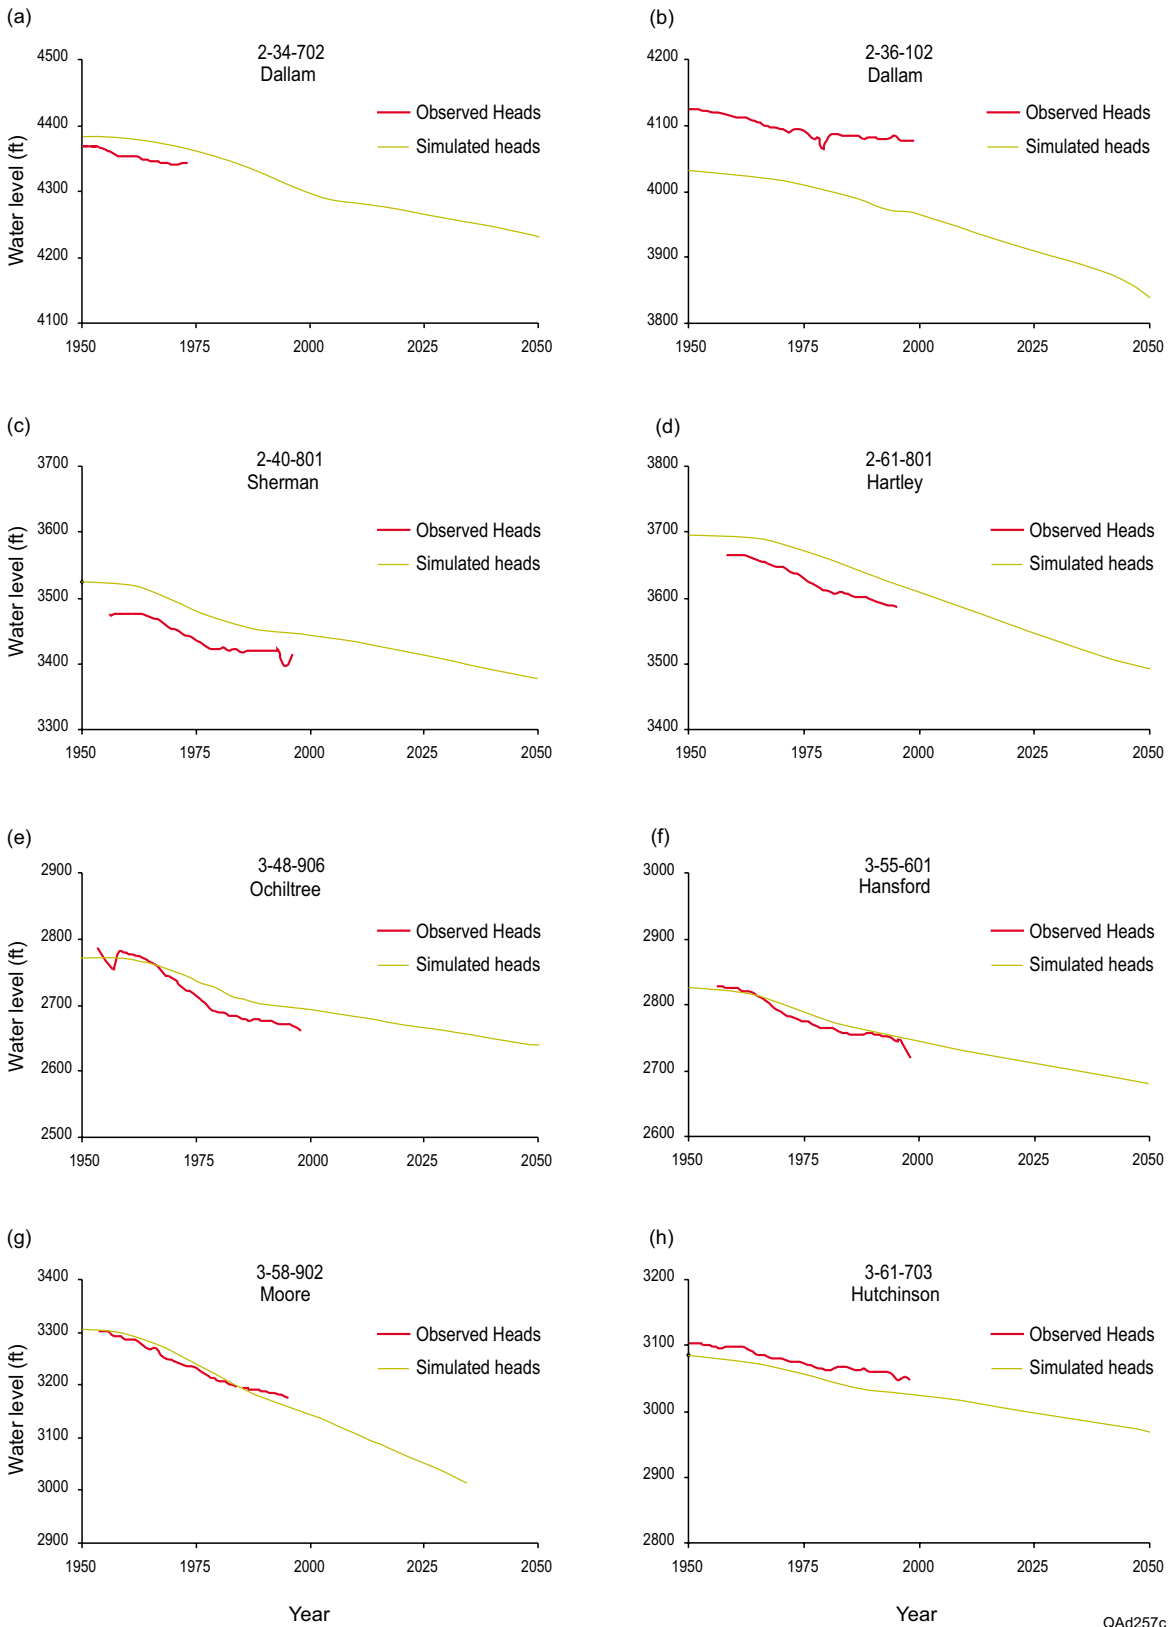 (a)
2-34-702
Dallam
4500
4400
4300
4200
4100
Water level (ft)
Observed Heads
Simulated heads
1950 1975 2000 2025 2050
(b)
2-36-102
Dallam
4200
4100
4000
3900
3800
Observed Heads
Simulated heads
1950 1975 2000 2025 2050
(c)
2-40-801
Sherman
3700
3600
3500
3400
3300
Water level (ft)
Observed Heads
Simulated heads
1950 1975 2000 2025 2050
(d)
2-61-801
Hartley
3800
3700
3600
3500
3400
Observed Heads
Simulated heads
1950 1975 2000 2025 2050
(e)
3-48-906
Ochiltree
2900
2800
2700
2600
2500
Water level (ft)
Observed Heads
Simulated heads
1950 1975 2000 2025 2050
(f)
3-55-601
Hansford
3000
2900
2800
2700
2600
Observed Heads
Simulated heads
1950 1975 2000 2025 2050
(g)
3-58-902
Moore
3400
3300
3200
3100
3000
2900
Water level (ft)
Observed Heads
Simulated heads
1950 1975 2000 2025 2050
Year
(h)
3-61-703
Hutchinson
3200
3100
3000
2900
2800
Observed Heads
Simulated heads
1950 1975 2000 2025 2050
Year
QAd257c